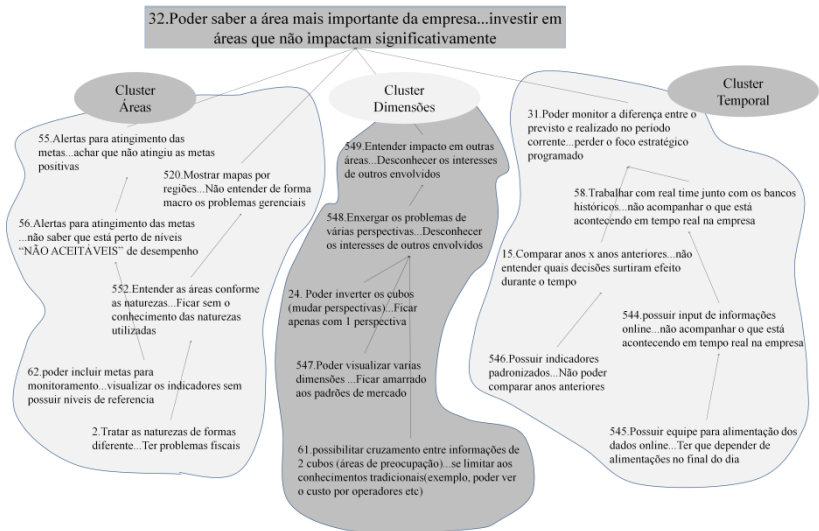 32.Poder saber a área mais importante da empresa...investir em
áreas que não impactam significativamente
Cluster
Áreas
55.Alertas para atingimento das
metas...achar que não atingiu as metas
positivas
520.Mostrar mapas por
regiões...Não entender de forma
macro os problemas gerenciais
56.Alertas para atingimento das metas
...não saber que está perto de níveis
“NÃO ACEITÁVEIS” de desempenho
552.Entender as áreas conforme
as naturezas...Ficar sem o
conhecimento das naturezas
utilizadas
62.poder incluir metas para
monitoramento...visualizar os indicadores sem
possuir níveis de referencia
2.Tratar as naturezas de formas
diferente...Ter problemas fiscais
Cluster
Dimensões
549.Entender impacto em outras
áreas...Desconhecer os interesses
de outros envolvidos
548.Enxergar os problemas de
várias perspectivas...Desconhecer
os interesses de outros envolvidos
24. Poder inverter os cubos
(mudar perspectivas)...Ficar
apenas com 1 perspectiva
547.Poder visualizar varias
dimensões ...Ficar amarrado
aos padrões de mercado
61.possibilitar cruzamento entre informações de
2 cubos (áreas de preocupação)...se limitar aos
conhecimentos tradicionais(exemplo, poder ver
o custo por operadores etc)
Cluster
Temporal
31.Poder monitor a diferença entre o
previsto e realizado no período
corrente...perder o foco estratégico
programado
58.Trabalhar com real time junto com os bancos
históricos...não acompanhar o que está
acontecendo em tempo real na empresa
15.Comparar anos x anos anteriores...não
entender quais decisões surtiram efeito
durante o tempo
544.possuir input de informações
online...não acompanhar o que está
acontecendo em tempo real na empresa
546.Possuir indicadores
padronizados...Não poder
comparar anos anteriores
545.Possuir equipe para alimentação dos
dados online...Ter que depender de
alimentações no final do dia